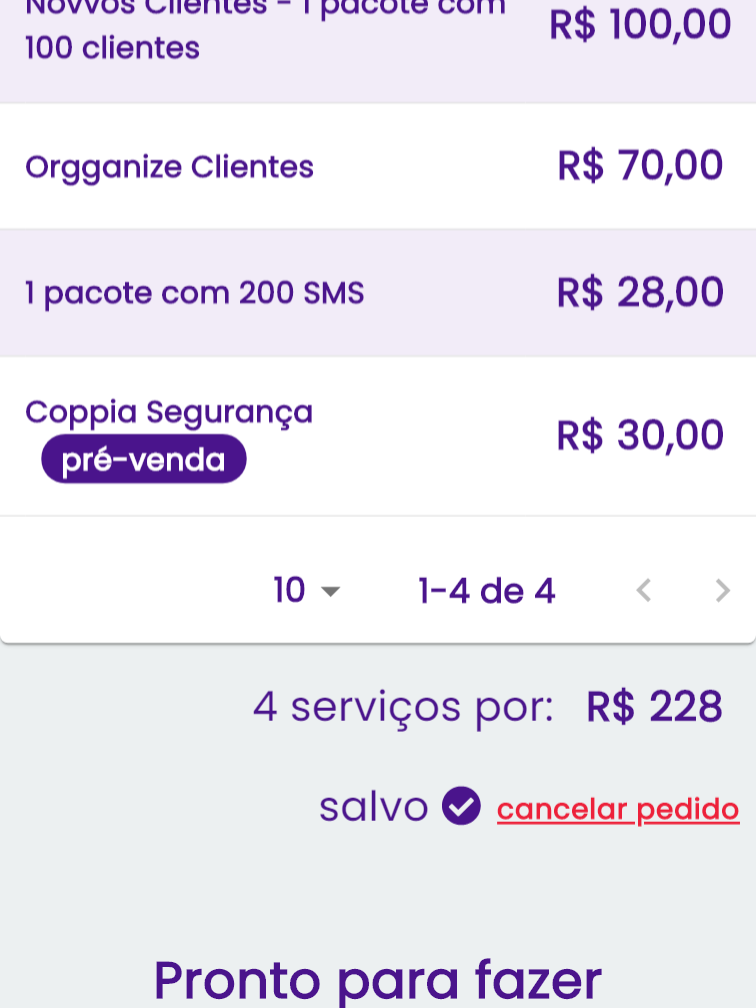 Novvos Clientes - 1 pacote com
100 clientes
R$ 100,00
Orgganize Clientes
R$ 70,00
1 pacote com 200 SMS
R$ 28,00
Coppia Segurança
pré-venda
R$ 30,00
10
1-4 de 4
4 serviços por: R$ 228
salvo cancelar pedido
Pronto para fazer